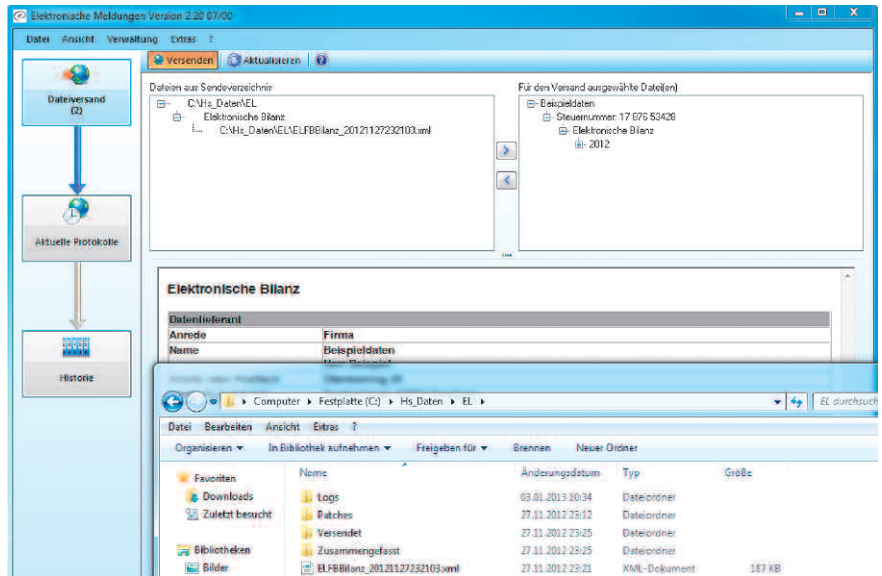 Elektronische Meldungen Version 2.20 07/00
Datei Ansicht Verwaltung Extras ?
Versenden Aktualisieren
Dateiversand
(2)
Aktuelle Protokolle
Historie
Dateien aus Sendeverzeichnis
C:\Hs_Daten\EL
Elektronische Bilanz
C:\Hs_Daten\EL\ELFBBilanz_20121127232103.xml
Für den Versand ausgewählte Datei(en)
Beispieldaten
Steuernummer: 17 676 53428
Elektronische Bilanz
2012
Elektronische Bilanz
Datenlieferant
Anrede Firma
Name Beispieldaten
Computer Festplatte (C:) Hs_Daten EL
EL durchsuch
Datei Bearbeiten Ansicht Extras ?
Organisieren In Bibliothek aufnehmen Freigeben für Brennen Neuer Ordner
Favoriten
Downloads
Zuletzt besucht
Bibliotheken
Bilder
Name Änderungsdatum Typ Größe
Logs 03.01.2013 10:34 Dateiordner
Patches 27.11.2012 23:12 Dateiordner
Versendet 27.11.2012 23:25 Dateiordner
Zusammengefasst 27.11.2012 23:25 Dateiordner
ELFBBilanz_20121127232103.xml 27.11.2012 23:21 XML-Dokument 187 KB